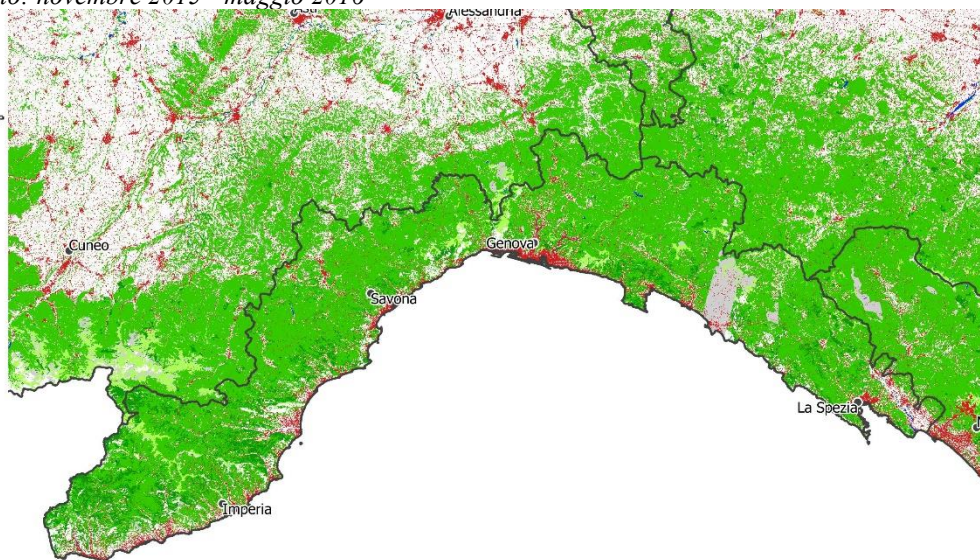 novembre 2015 maggio 2016
Alessandria
Cuneo
Genova
Savona
La Spezia
Imperia